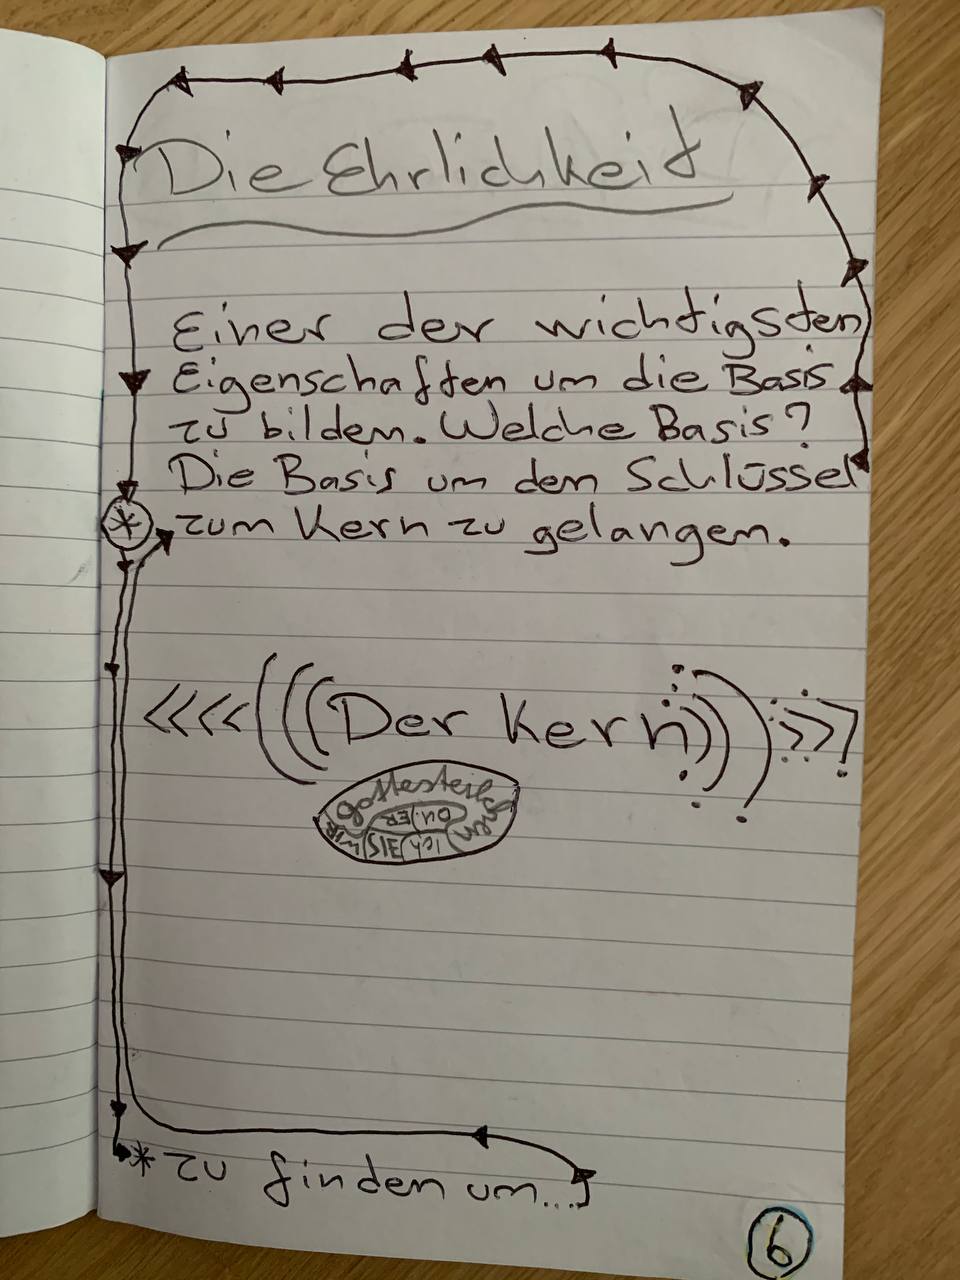 Die Ehrlichkeit
Einer der wichtigsten
Eigenschaften um die Basis
zu bilden. Welche Basis?
Die Basis um den Schlüssel
* zum Kern zu gelangen.
<<<<(((Der Kern)))>>>
Gottesteilchen
DU. ER
WIR SIE Ich
* zu finden um...
6